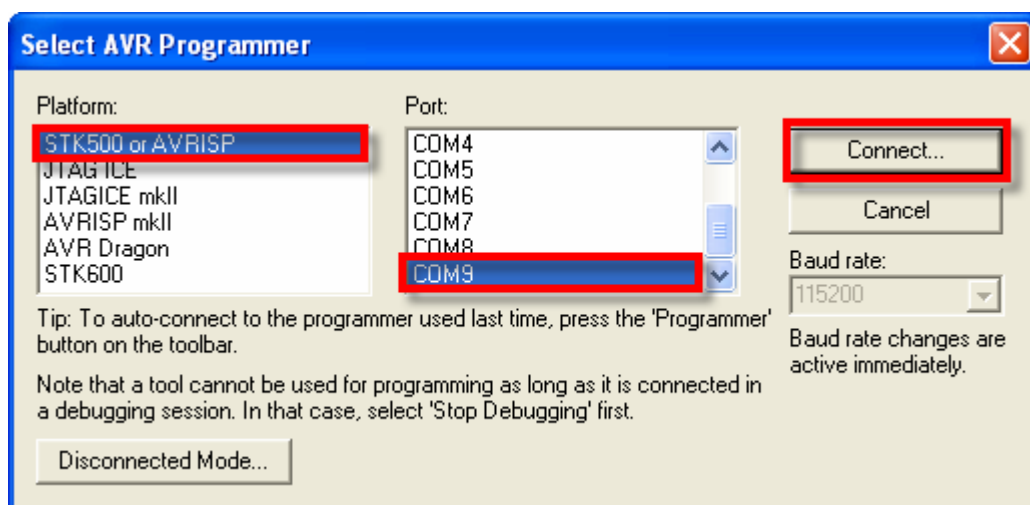 Select AVR Programmer
Platform:
STK500 or AVRISP
JTAG ICE
JTAGICE mkII
AVRISP mkII
AVR Dragon
STK600
Port:
COM4
COM5
COM6
COM7
COM8
COM9
Connect...
Cancel
Baud rate:
115200
Baud rate changes are
active immediately.
Tip: To auto-connect to the programmer used last time, press the 'Programmer'
button on the toolbar.
Note that a tool cannot be used for programming as long as it is connected in
a debugging session. In that case, select 'Stop Debugging' first.
Disconnected Mode...